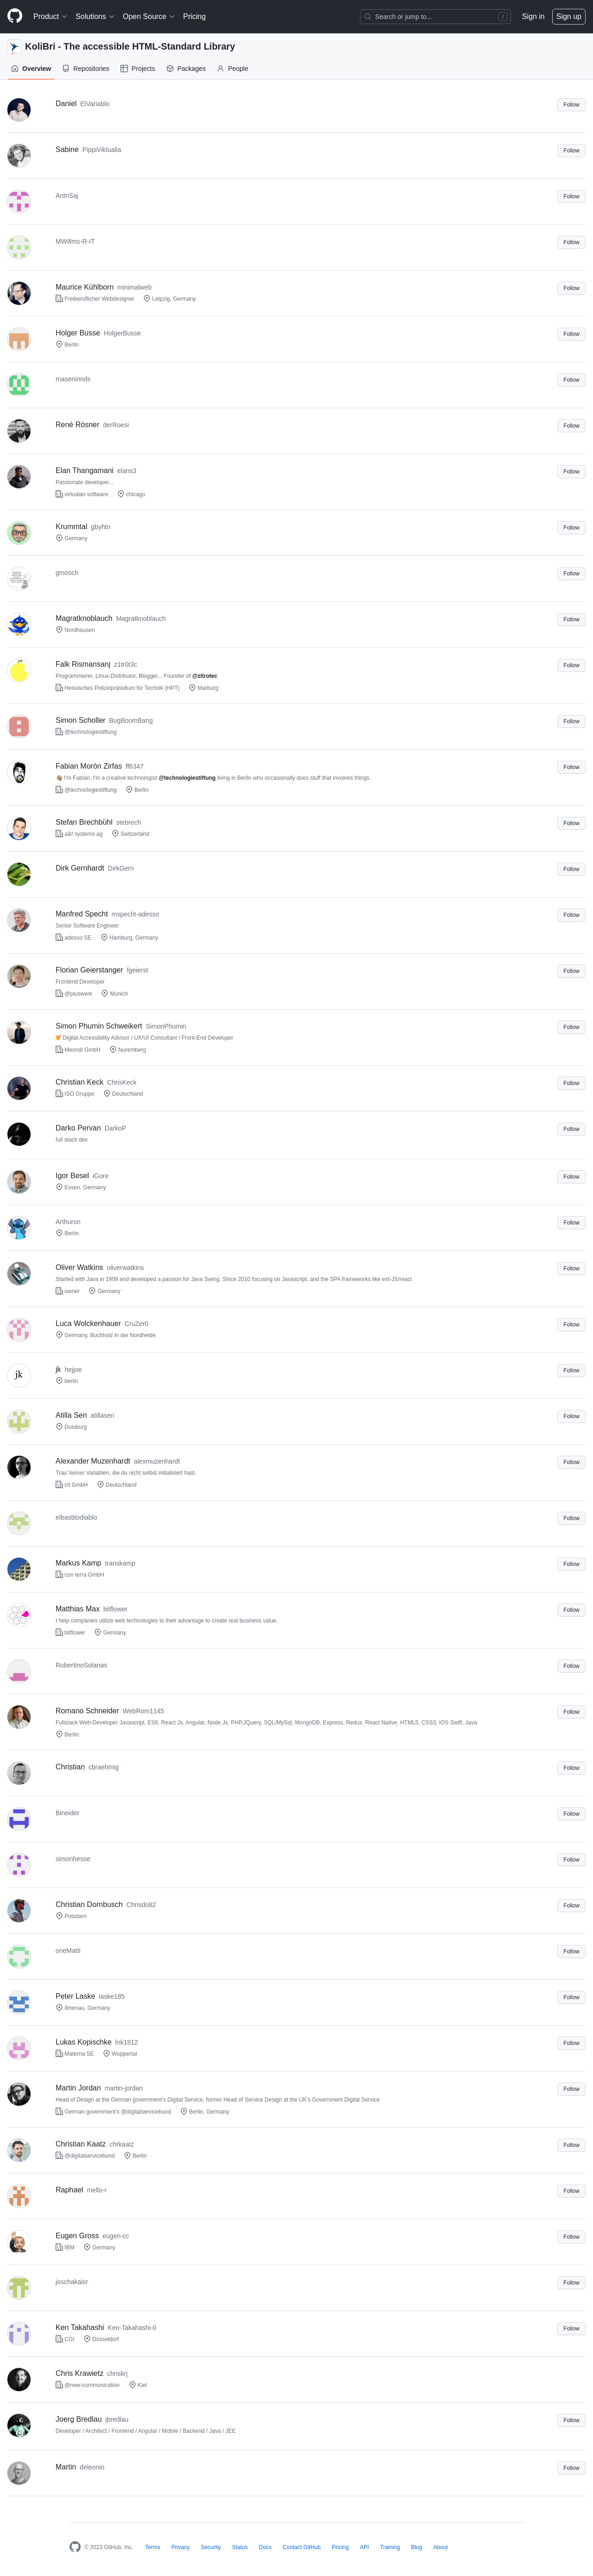 Product Solutions Open Source Pricing Search or jump to... / Sign in Sign up
KoliBri - The accessible HTML-Standard Library
Overview Repositories Projects Packages People
Daniel ElVariablo Follow
Sabine PippiViktualia Follow
AntnSaj Follow
MWillms-R-IT Follow
Maurice Kühlborn minimalweb Follow
Freiberuflicher Webdesigner Leipzig, Germany
Holger Busse HolgerBusse Follow
Berlin
maseninnds Follow
René Rösner derRoesi Follow
Elan Thangamani elans3 Follow
Passionate developer...
virtualan software chicago
Krummtal gbyhtn Follow
Germany
gmosch Follow
Magratknoblauch Magratknoblauch Follow
Nordhausen
Falk Rismansanj z1tr0t3c Follow
Programmierer, Linux-Distributor, Blogger... Founder of @zitrotec
Hessisches Polizeipräsidium für Technik (HPT) Marburg
Simon Scholler BugBoomBang Follow
@technologiestiftung
Fabian Morón Zirfas ff6347 Follow
👋🏽 I'm Fabian. I'm a creative technologist @technologiestiftung living in Berlin who occasionally does stuff that involves things.
@technologiestiftung Berlin
Stefan Brechbühl stebrech Follow
a&f systems ag Switzerland
Dirk Gernhardt DirkGern Follow
Manfred Specht mspecht-adesso Follow
Senior Software Engineer
adesso SE Hamburg, Germany
Florian Geierstanger fgeierst Follow
Frontend Developer
@pluswerk Munich
Simon Phumin Schweikert SimonPhumin Follow
Digital Accessibility Advisor / UX/UI Consultant / Front-End Developer
Meondi GmbH Nuremberg
Christian Keck ChrisKeck Follow
ISO Gruppe Deutschland
Darko Pervan DarkoP Follow
full stack dev
Igor Besel iGore Follow
Essen, Germany
Arthuron Follow
Berlin
Oliver Watkins oliverwatkins Follow
Started with Java in 1999 and developed a passion for Java Swing. Since 2010 focusing on Javascript, and the SPA frameworks like ext-JS/react
owner Germany
Luca Wolckenhauer CruZer0 Follow
Germany, Buchholz in der Nordheide
jk jk hejjoe Follow
berlin
Atilla Sen atillasen Follow
Duisburg
Alexander Muzenhardt alexmuzenhardt Follow
Trau' keiner Variablen, die du nicht selbst initialisiert hast.
cit GmbH Deutschland
elbastitodiablo Follow
Markus Kamp transkamp Follow
con terra GmbH
Matthias Max bitflower Follow
I help companies utilize web technologies to their advantage to create real business value.
bitflower Germany
RobertinoSolanas Follow
Romano Schneider WebRom1145 Follow
Fullstack-Web-Developer Javascript, ES6, React Js, Angular, Node Js, PHP,JQuery, SQL/MySql, MongoDB, Express, Redux, React Native, HTML5, CSS3, IOS Swift, Java
Berlin
Christian cbraehmig Follow
Bineider Follow
simonhesse Follow
Christian Dornbusch Chrisdo82 Follow
Potsdam
oneMatti Follow
Peter Laske laske185 Follow
Ilmenau, Germany
Lukas Kopischke lnk1812 Follow
Materna SE Wuppertal
Martin Jordan martin-jordan Follow
Head of Design at the German government's Digital Service, former Head of Service Design at the UK's Government Digital Service
German government's @digitalservicebund Berlin, Germany
Christian Kaatz chrkaatz Follow
@digitalservicebund Berlin
Raphael mello-r Follow
Eugen Gross eugen-cc Follow
IBM Germany
joschakaisr Follow
Ken Takahashi Ken-Takahashi-0 Follow
CGI Düsseldorf
Chris Krawietz chriskrj Follow
@new-communication Kiel
Joerg Bredlau jbredlau Follow
Developer / Architect / Frontend / Angular / Mobile / Backend / Java / JEE
Martin deleonio Follow
© 2023 GitHub, Inc. Terms Privacy Security Status Docs Contact GitHub Pricing API Training Blog About